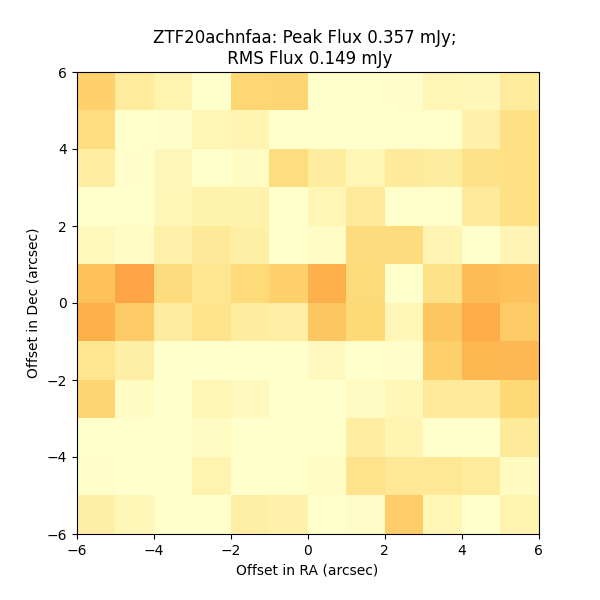 ZTF20achnfaa: Peak Flux 0.357 mJy;
RMS Flux 0.149 mJy
6
4
2
0
−2
−4
−6
Offset in Dec (arcsec)
−6 −4 −2 0 2 4 6
Offset in RA (arcsec)